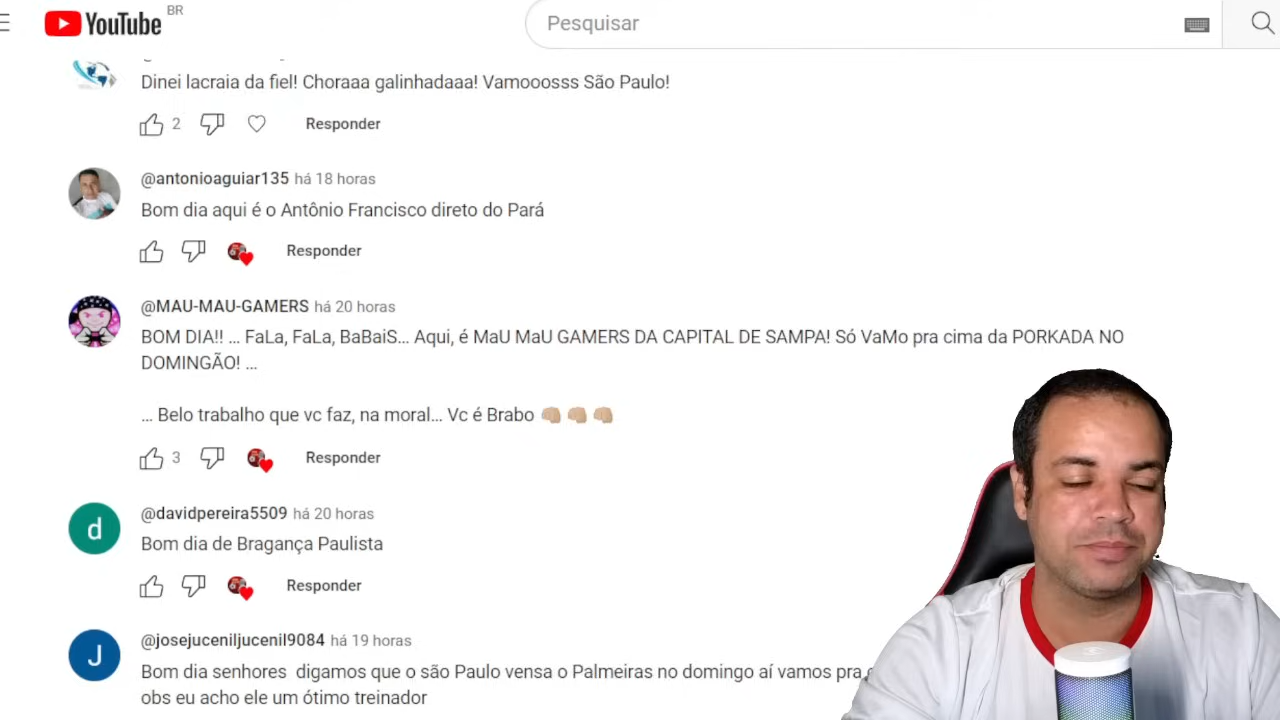 YouTube BR
Pesquisar
Dinei lacraia da fiel! Choraaa galinhadaaa! Vamooosss São Paulo!
2 Responder
@antonioaguiar135 há 18 horas
Bom dia aqui é o Antônio Francisco direto do Pará
Responder
@MAU-MAU-GAMERS há 20 horas
BOM DIA!! ... FaLa, FaLa, BaBaiS... Aqui, é MaU MaU GAMERS DA CAPITAL DE SAMPA! Só VaMo pra cima da PORKADA NO
DOMINGÃO! ...
... Belo trabalho que vc faz, na moral... Vc é Brabo 👊🏼 👊🏼 👊🏼
3 Responder
d
@davidpereira5509 há 20 horas
Bom dia de Bragança Paulista
Responder
J
@josejuceniljucenil9084 há 19 horas
Bom dia senhores digamos que o são Paulo vensa o Palmeiras no domingo aí vamos pra
obs eu acho ele um ótimo treinador